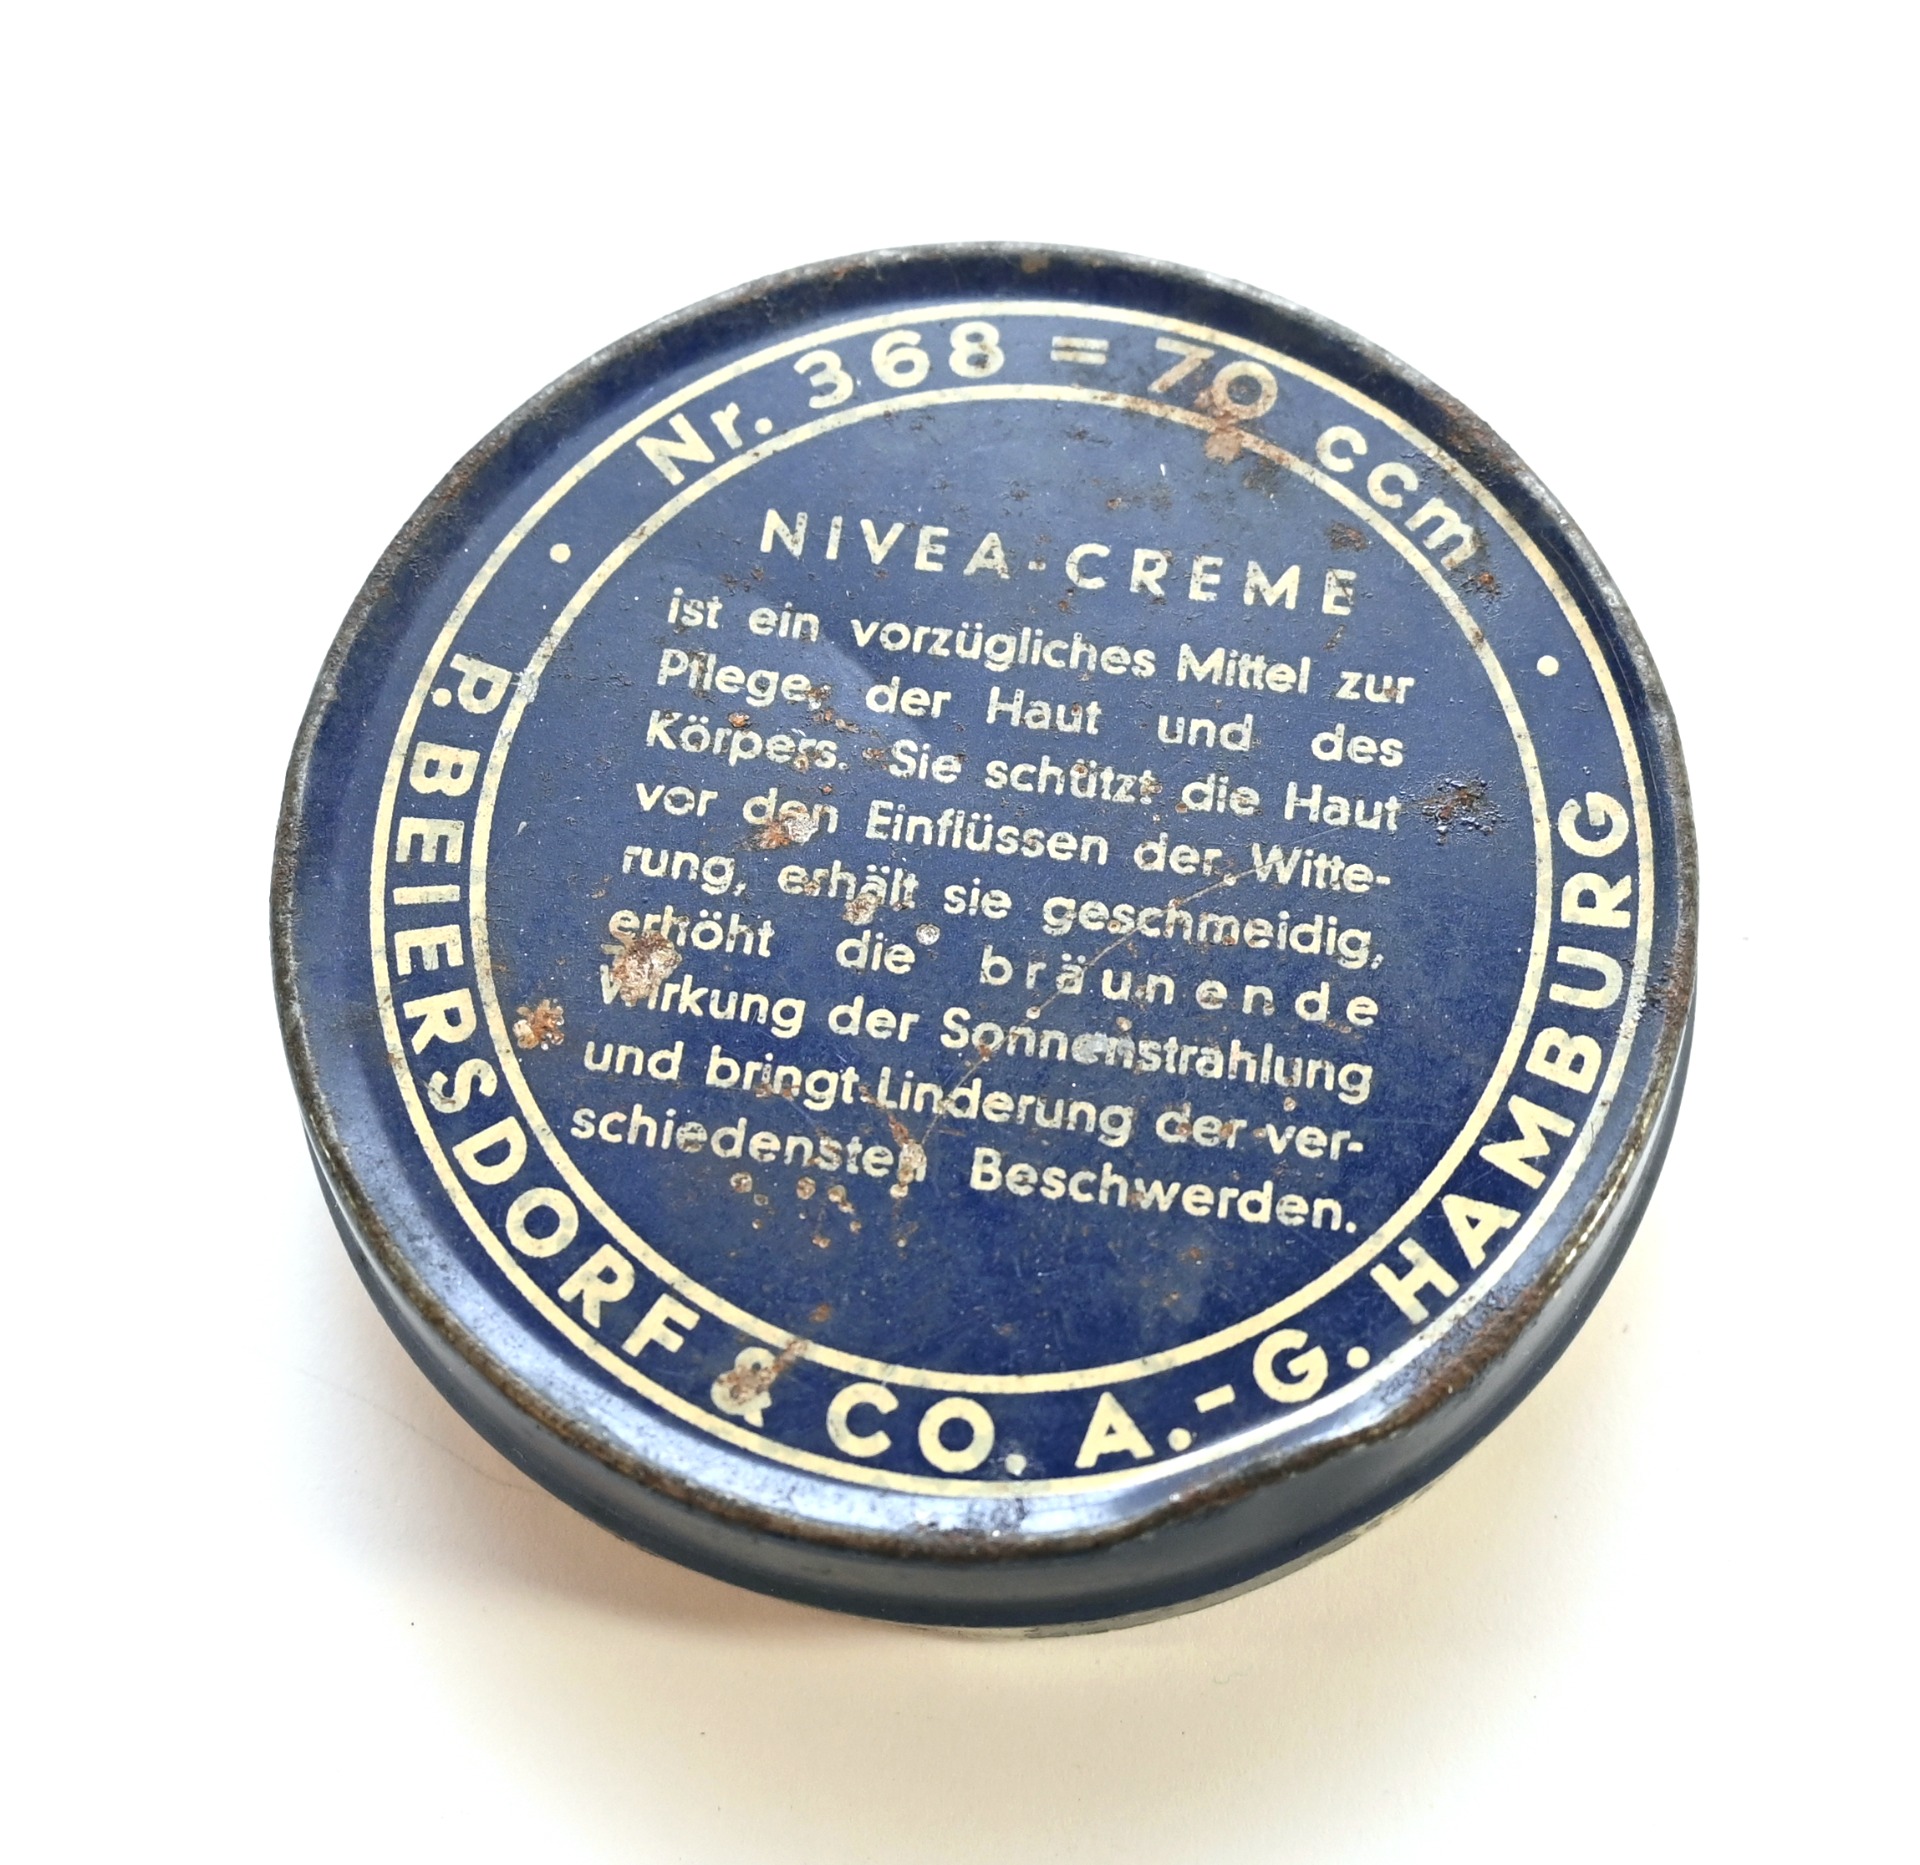 Nr. 368 = 70 ccm
NIVEA-CREME
ist ein vorzügliches Mittel zur
Pflege der Haut und des
Körpers. Sie schützt die Haut
vor den Einflüssen der Witte-
rung, erhält sie geschmeidig,
erhöht die bräunende
Wirkung der Sonnenstrahlung
und bringt Linderung der ver-
schiedensten Beschwerden.
P. BEIERSDORF & CO. A.-G. HAMBURG